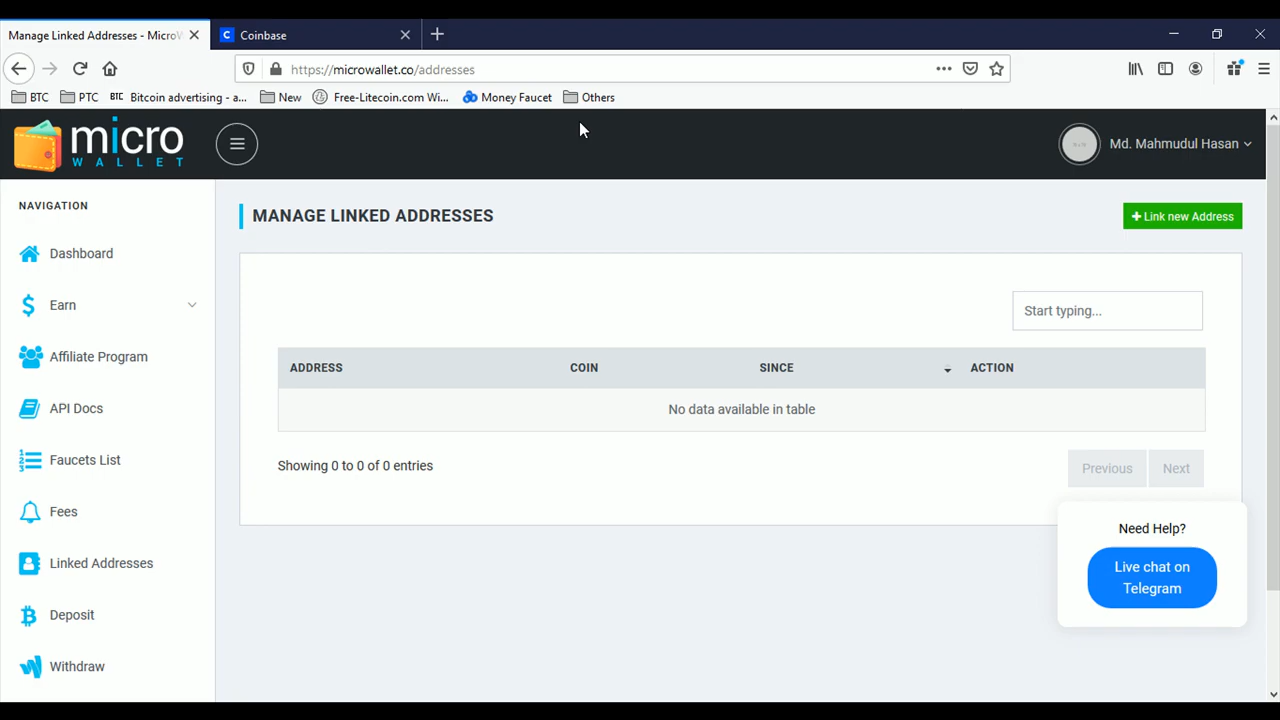 Manage Linked Addresses - MicroW
Coinbase
https://microwallet.co/addresses
BTC
PTC
BTC Bitcoin advertising - a...
New
Free-Litecoin.com Wi...
Money Faucet
Others
micro
WALLET
Md. Mahmudul Hasan
NAVIGATION
Dashboard
Earn
Affiliate Program
API Docs
Faucets List
Fees
Linked Addresses
Deposit
Withdraw
MANAGE LINKED ADDRESSES
+ Link new Address
Start typing...
ADDRESS COIN SINCE ACTION
No data available in table
Showing 0 to 0 of 0 entries
Previous Next
Need Help?
Live chat on
Telegram